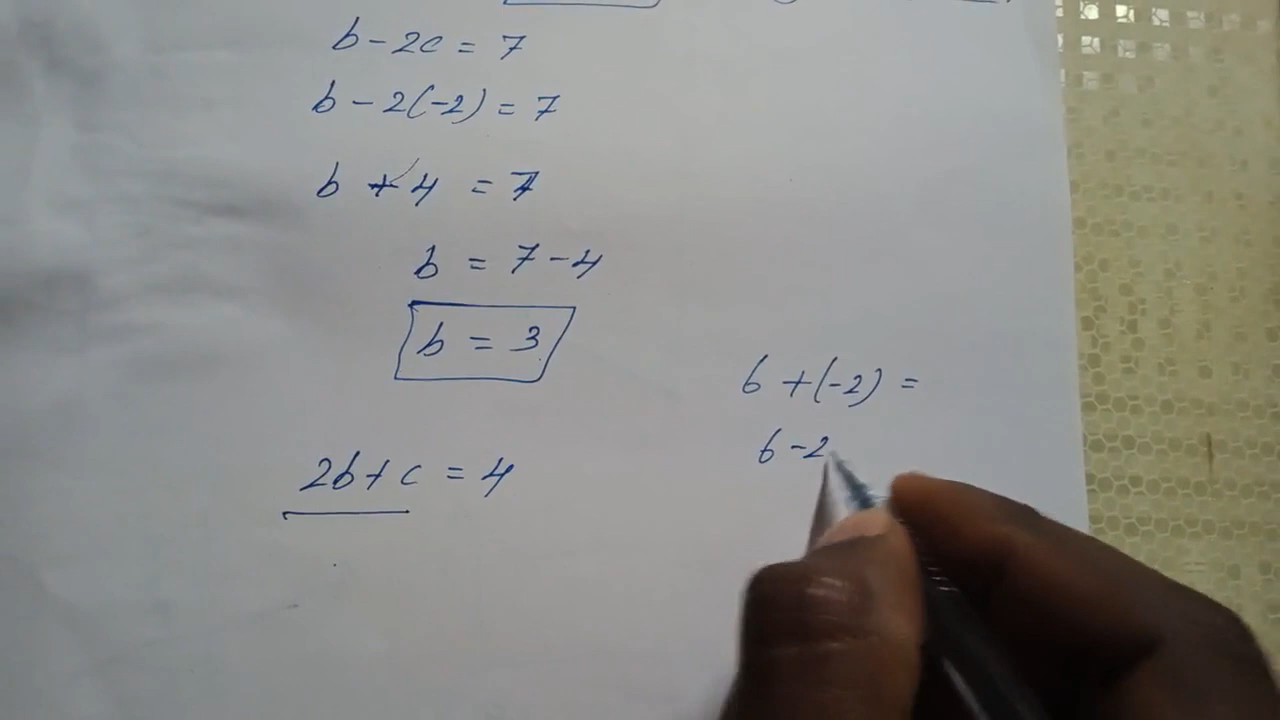 b - 2c = 7
b - 2(-2) = 7
b + 4 = 7
b = 7 - 4
b = 3
2b + c = 4
6 + (-2) =
6 - 2